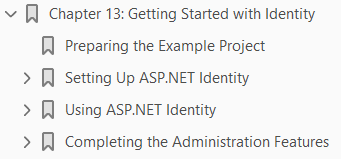 Chapter 13: Getting Started with Identity
Preparing the Example Project
Setting Up ASP.NET Identity
Using ASP.NET Identity
Completing the Administration Features